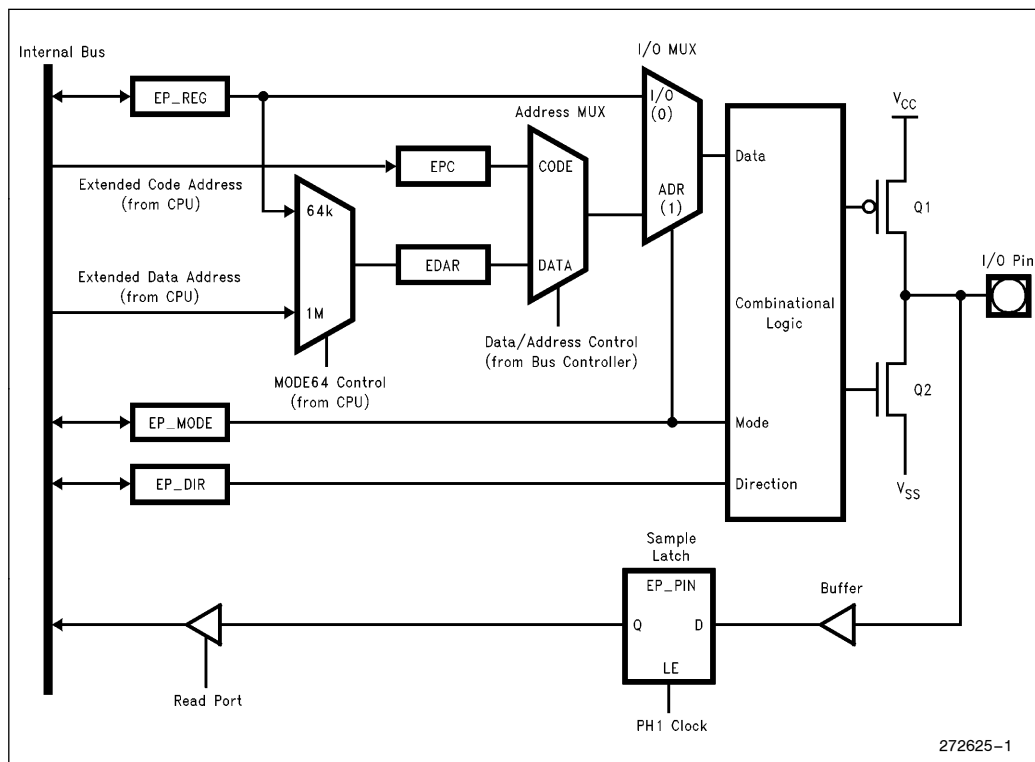 Internal Bus
I/O MUX
EP_REG
I/O
(0)
Address MUX
VCC
EPC
CODE
Data
Extended Code Address
(from CPU)
ADR
(1)
64k
Q1
I/O Pin
Extended Data Address
(from CPU)
EDAR
DATA
1M
Combinational
Logic
Data/Address Control
(from Bus Controller)
MODE64 Control
(from CPU)
Q2
EP_MODE
Mode
EP_DIR
Direction
VSS
Sample
Latch
EP_PIN
Buffer
Q
D
LE
Read Port
PH1 Clock
272625-1